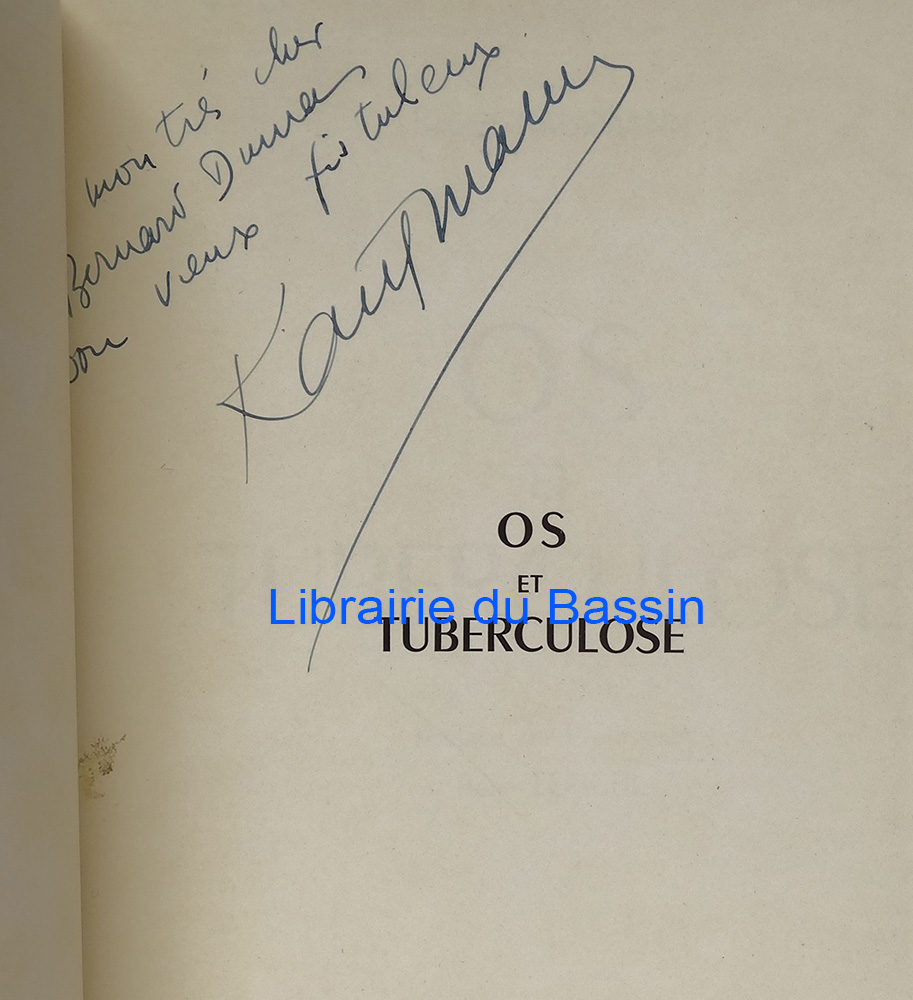 mon très cher
Bernard Dumas
son vieux fistuleux
Kaufmann
OS
ET
Librairie du Bassin
TUBERCULOSE